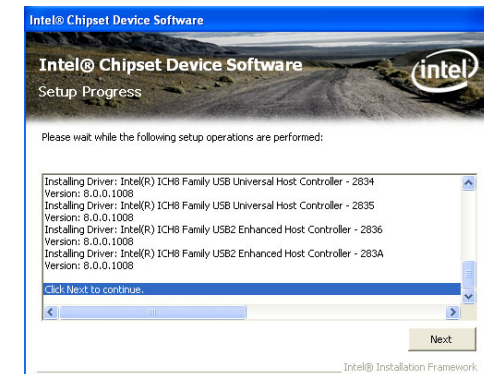 Intel® Chipset Device Software
Intel® Chipset Device Software
intel
Setup Progress
Please wait while the following setup operations are performed:
Installing Driver: Intel(R) ICH8 Family USB Universal Host Controller - 2834
Version: 8.0.0.1008
Installing Driver: Intel(R) ICH8 Family USB Universal Host Controller - 2835
Version: 8.0.0.1008
Installing Driver: Intel(R) ICH8 Family USB2 Enhanced Host Controller - 2836
Version: 8.0.0.1008
Installing Driver: Intel(R) ICH8 Family USB2 Enhanced Host Controller - 283A
Version: 8.0.0.1008
Click Next to continue.
Next
Intel® Installation Framework